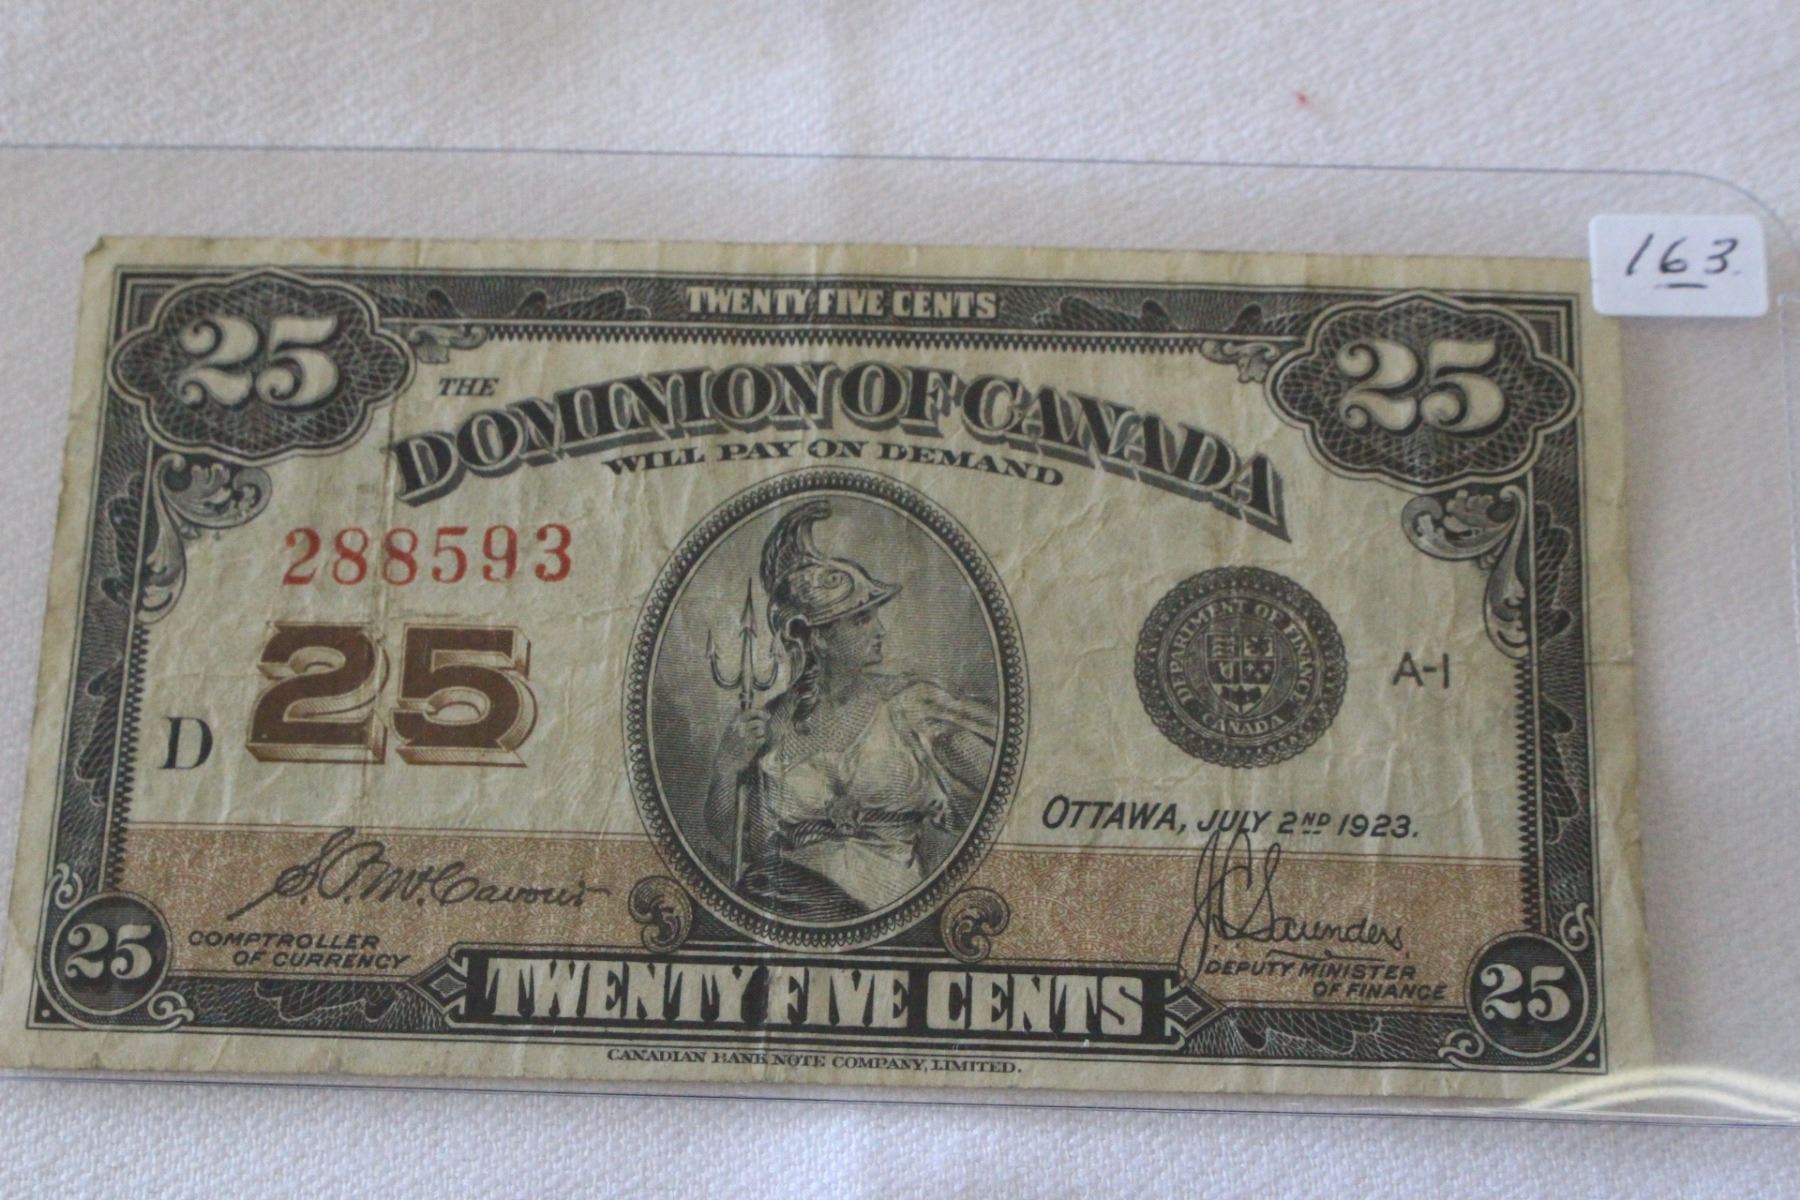 163.
TWENTY FIVE CENTS
25 25
THE
DOMINION OF CANADA
WILL PAY ON DEMAND
288593
25
D
DEPARTMENT OF FINANCE
CANADA
A-1
OTTAWA, JULY 2ND 1923.
J.C. Saunders
COMPTROLLER
OF CURRENCY
DEPUTY MINISTER
OF FINANCE
25 25
TWENTY FIVE CENTS
CANADIAN BANK NOTE COMPANY, LIMITED.